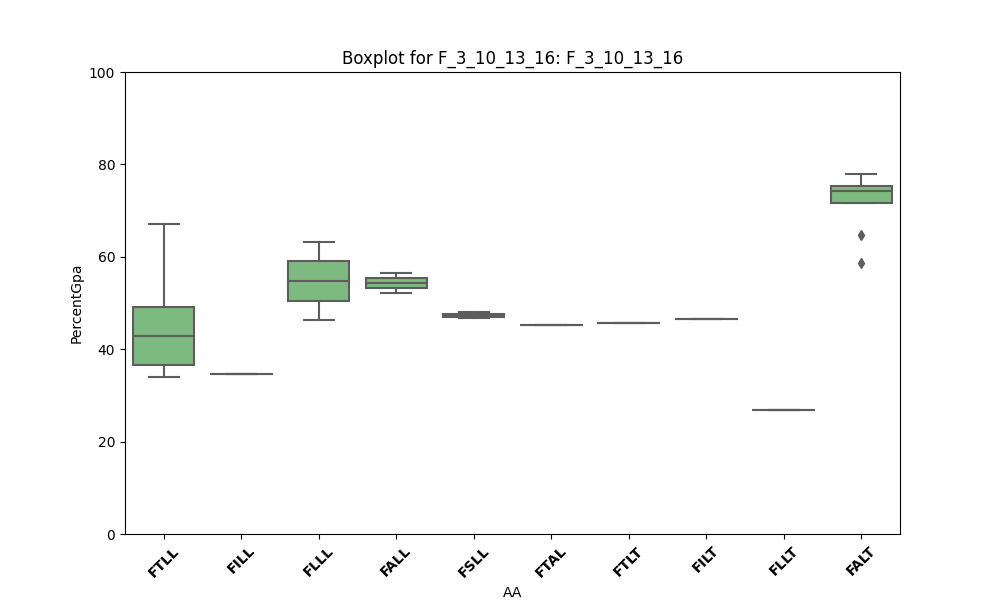 Boxplot for F_3_10_13_16: F_3_10_13_16
100
80
60
40
20
0
PercentGpa
FTLL
FILL
FLLL
FALL
FSLL
FTAL
FTLT
FILT
FLLT
FALT
AA